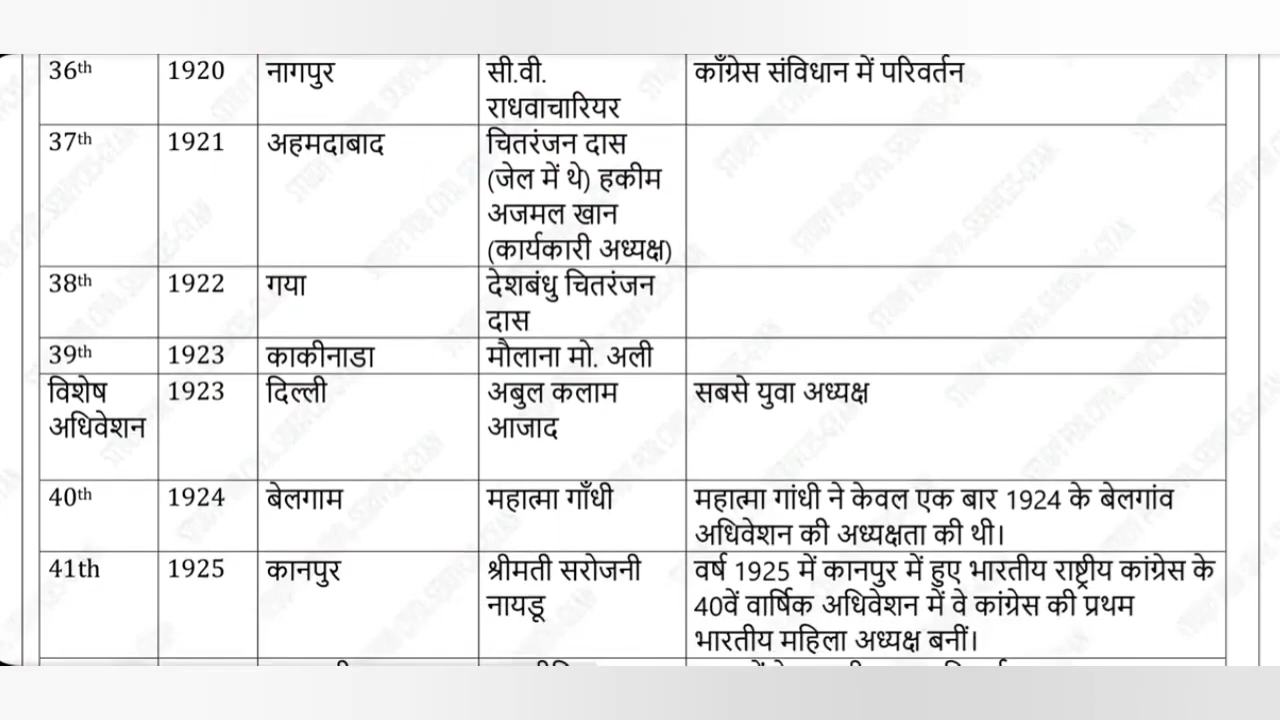 36th 1920 नागपुर सी.वी. काँग्रेस संविधान में परिवर्तन
राधवाचारियर
37th 1921 अहमदाबाद चितरंजन दास
(जेल में थे) हकीम
अजमल खान
(कार्यकारी अध्यक्ष)
38th 1922 गया देशबंधु चितरंजन
दास
39th 1923 काकीनाडा मौलाना मो. अली
विशेष 1923 दिल्ली अबुल कलाम सबसे युवा अध्यक्ष
अधिवेशन आजाद
40th 1924 बेलगाम महात्मा गाँधी महात्मा गांधी ने केवल एक बार 1924 के बेलगांव
अधिवेशन की अध्यक्षता की थी।
41th 1925 कानपुर श्रीमती सरोजनी वर्ष 1925 में कानपुर में हुए भारतीय राष्ट्रीय कांग्रेस के
नायडू 40वें वार्षिक अधिवेशन में वे कांग्रेस की प्रथम
भारतीय महिला अध्यक्ष बनीं।